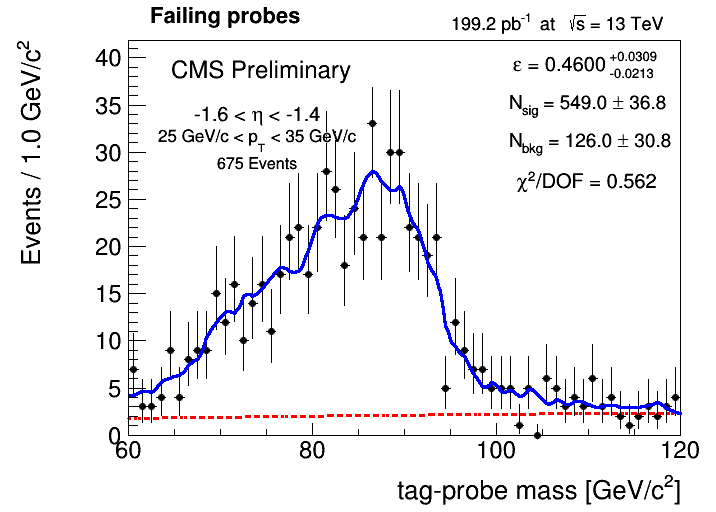 Failing probes
199.2 pb⁻¹ at √s = 13 TeV
CMS Preliminary
-1.6 < η < -1.4
25 GeV/c < p_T < 35 GeV/c
675 Events
ε = 0.4600 +0.0309 -0.0213
N_sig = 549.0 ± 36.8
N_bkg = 126.0 ± 30.8
χ²/DOF = 0.562
Events / 1.0 GeV/c²
40
35
30
25
20
15
10
5
0
60
80
100
120
tag-probe mass [GeV/c²]